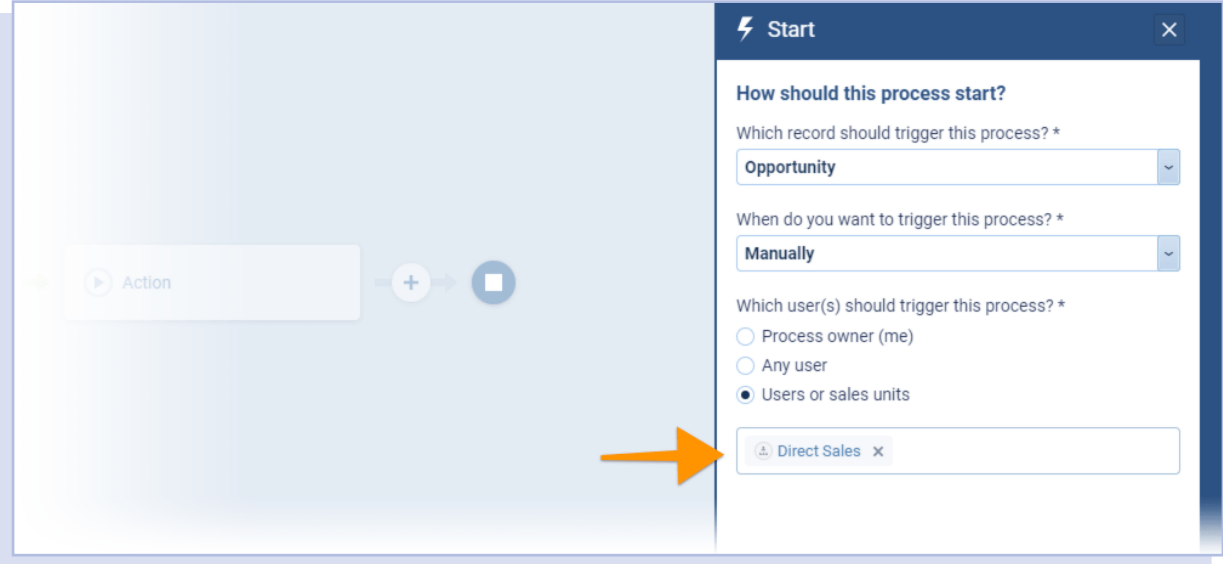 Start
How should this process start?
Which record should trigger this process? *
Opportunity
When do you want to trigger this process? *
Manually
Which user(s) should trigger this process? *
Process owner (me)
Any user
Users or sales units
Direct Sales
Action